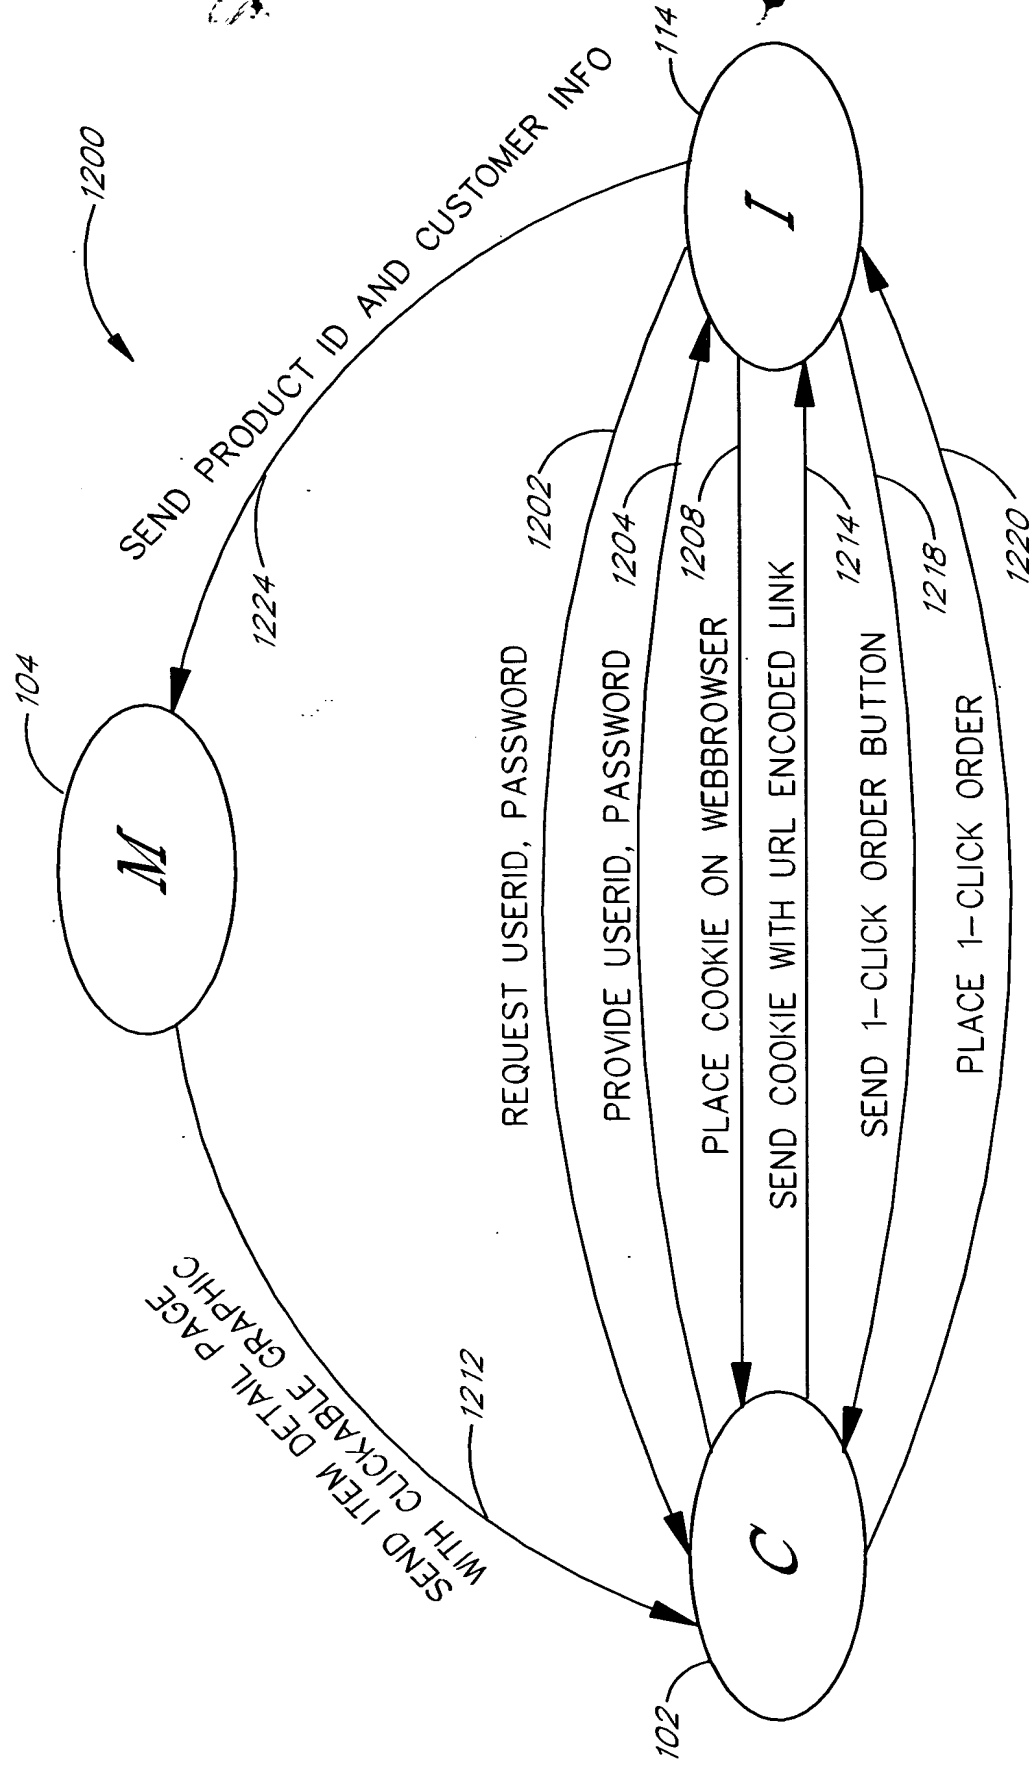 1200
104
M
SEND PRODUCT ID AND CUSTOMER INFO
1224
SEND ITEM DETAIL PAGE
WITH CLICKABLE GRAPHIC
1212
102
C
114
I
REQUEST USERID, PASSWORD
1202
PROVIDE USERID, PASSWORD
1204
PLACE COOKIE ON WEBBROWSER
1208
SEND COOKIE WITH URL ENCODED LINK
1214
SEND 1-CLICK ORDER BUTTON
1218
PLACE 1-CLICK ORDER
1220